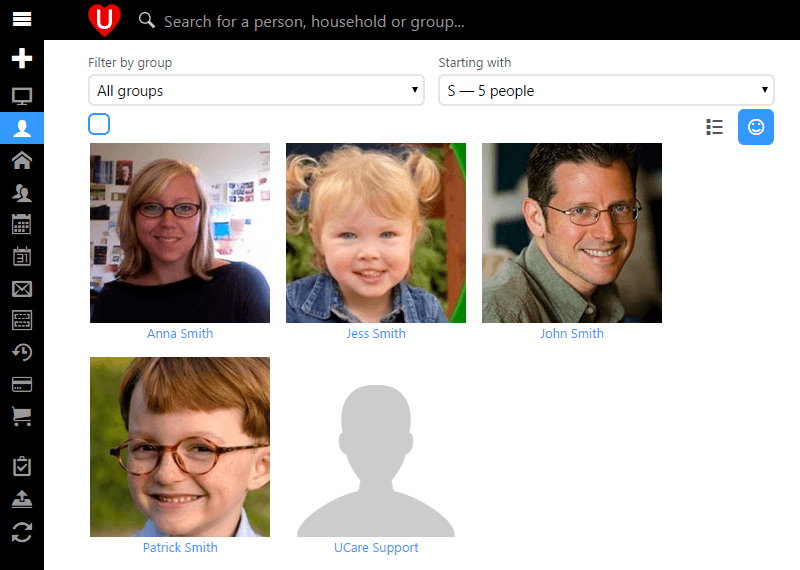 U
Search for a person, household or group...
Filter by group
Starting with
All groups
S — 5 people
31
Anna Smith
Jess Smith
John Smith
Patrick Smith
UCare Support